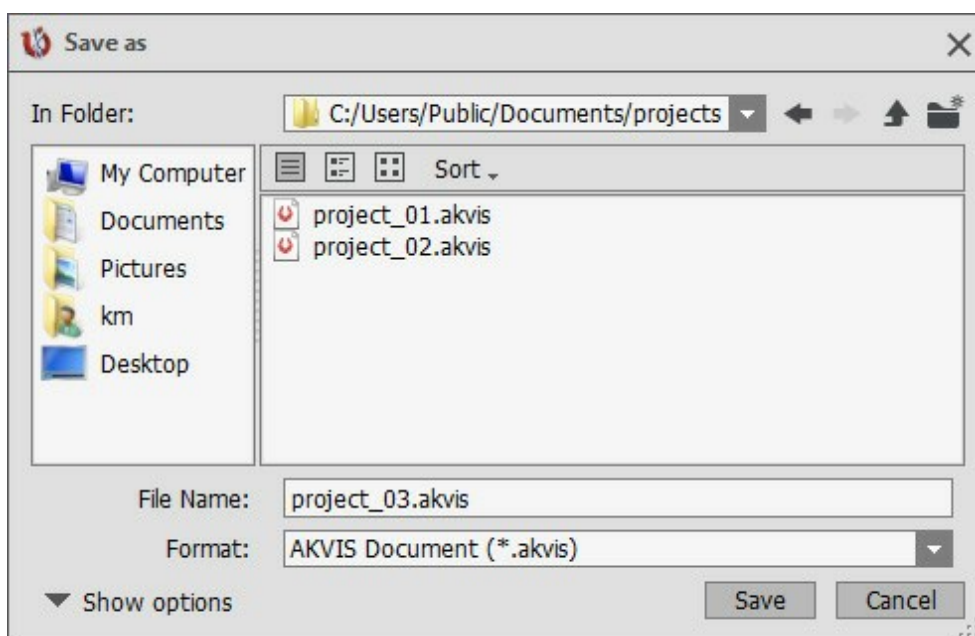 Save as
In Folder: C:/Users/Public/Documents/projects
My Computer
Documents
Pictures
km
Desktop
Sort
project_01.akvis
project_02.akvis
File Name: project_03.akvis
Format: AKVIS Document (*.akvis)
Show options Save Cancel